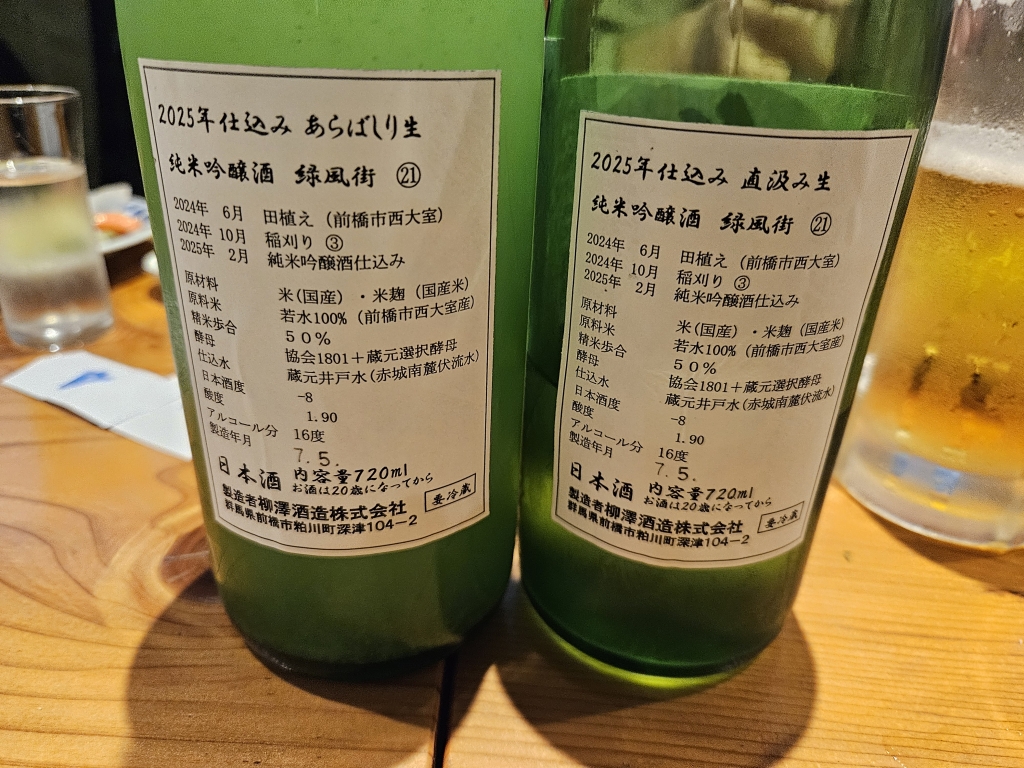 2025年仕込み あらばしり生
純米吟醸酒 緑風街 ㉑
2024年 6月 田植え (前橋市西大室)
2024年 10月 稲刈り ③
2025年 2月 純米吟醸酒仕込み
原材料 米(国産)・米麹 (国産米)
原料米 若水100% (前橋市西大室産)
精米歩合 50%
酵母 協会1801+蔵元選択酵母
仕込水 蔵元井戸水(赤城南麓伏流水)
日本酒度 -8
酸度 1.90
アルコール分 16度
製造年月 7.5.
日本酒 内容量720ml
お酒は20歳になってから
製造者柳澤酒造株式会社 要冷蔵
群馬県前橋市粕川町深津104-2
2025年仕込み 直汲み生
純米吟醸酒 緑風街 ㉑
2024年 6月 田植え (前橋市西大室)
2024年 10月 稲刈り ③
2025年 2月 純米吟醸酒仕込み
原材料 米(国産)・米麹 (国産米)
原料米 若水100% (前橋市西大室産)
精米歩合 50%
酵母 協会1801+蔵元選択酵母
仕込水 蔵元井戸水(赤城南麓伏流水)
日本酒度 -8
酸度 1.90
アルコール分 16度
製造年月 7.5.
日本酒 内容量720ml
お酒は20歳になってから
製造者柳澤酒造株式会社 要冷蔵
群馬県前橋市粕川町深津104-2